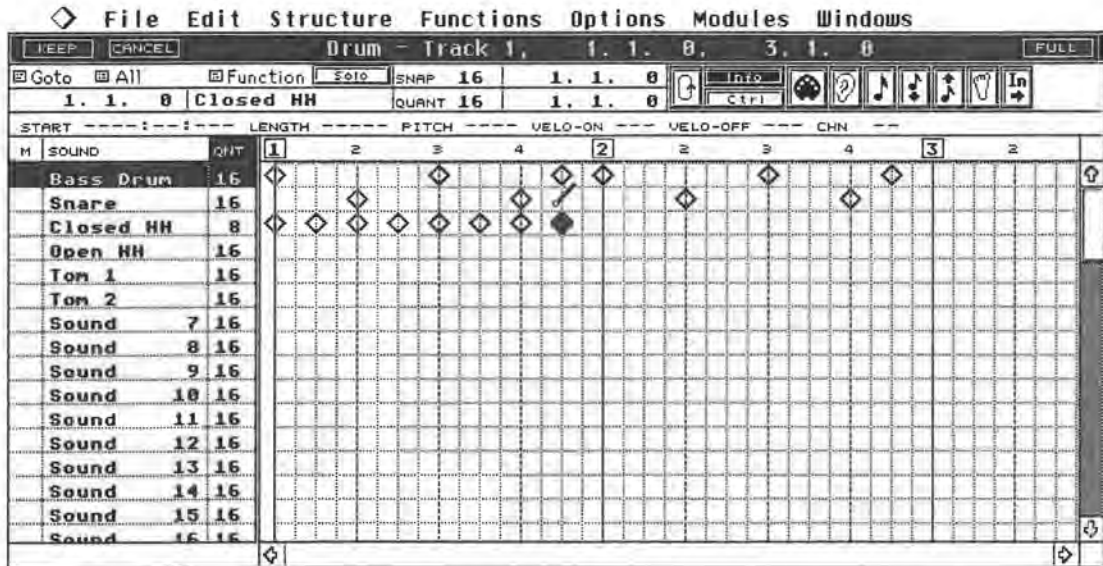 File Edit Structure Functions Options Modules Windows
KEEP CANCEL Drum - Track 1, 1. 1. 0, 3. 1. 0 FULL
Goto All Function Solo SNAP 16 1. 1. 0 Info
1. 1. 0 Closed HH QUANT 16 1. 1. 0 Ctrl In
START -----:--:--- LENGTH ----- PITCH ---- VELO-ON --- VELO-OFF --- CHN --
M SOUND QNT 1 2 3 4 2 2 3 4 3 2
Bass Drum 16
Snare 16
Closed HH 8
Open HH 16
Tom 1 16
Tom 2 16
Sound 7 16
Sound 8 16
Sound 9 16
Sound 10 16
Sound 11 16
Sound 12 16
Sound 13 16
Sound 14 16
Sound 15 16
Sound 16 16